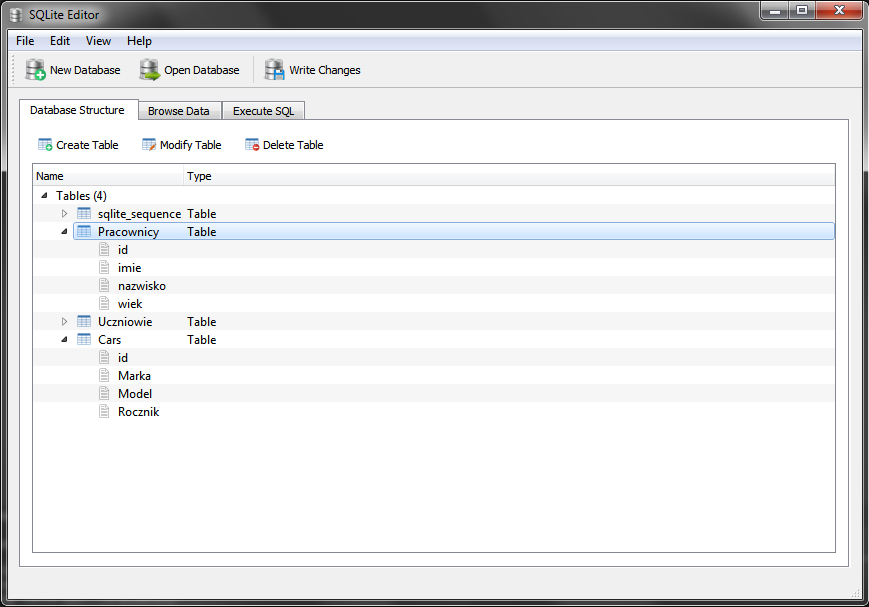 SQLite Editor
File Edit View Help
New Database Open Database Write Changes
Database Structure Browse Data Execute SQL
Create Table Modify Table Delete Table
Name Type
Tables (4)
sqlite_sequence Table
Pracownicy Table
id
imie
nazwisko
wiek
Uczniowie Table
Cars Table
id
Marka
Model
Rocznik